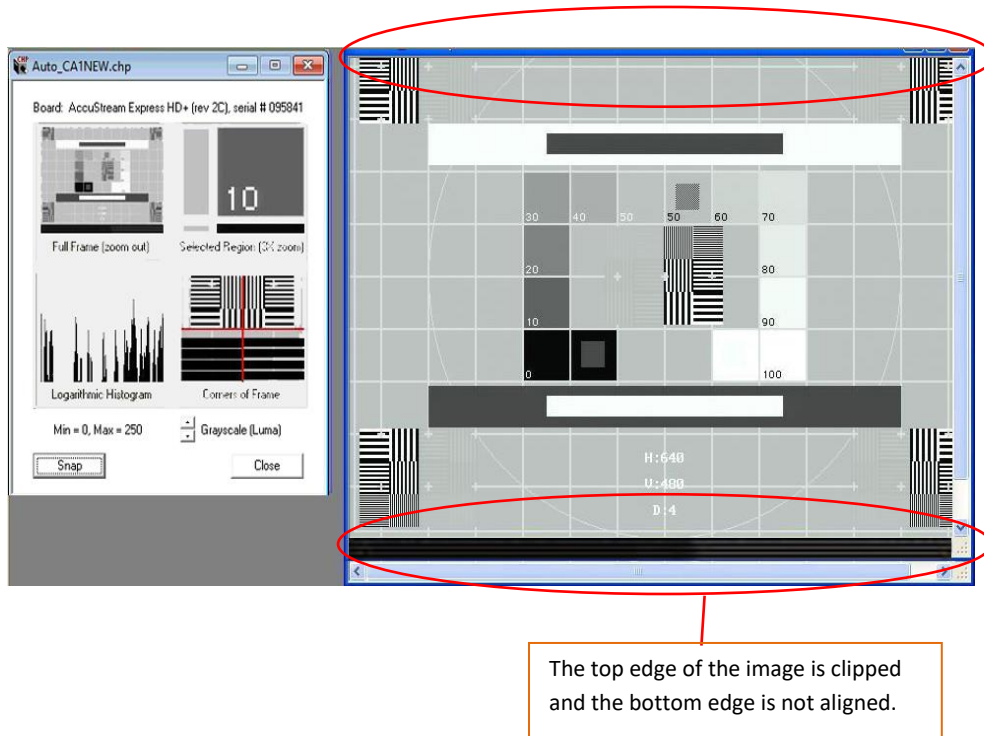 Auto_CA1NEW.chp
Board: AccuStream Express HD+ (rev 2C), serial # 095841
10
Full Frame (zoom out)
Selected Region (3X zoom)
Logarithmic Histogram
Corners of Frame
Min = 0, Max = 250
Grayscale (Luma)
Snap
Close
30 40 50 50 60 70
20 80
10 90
0 100
H:640
V:480
D:4
The top edge of the image is clipped
and the bottom edge is not aligned.